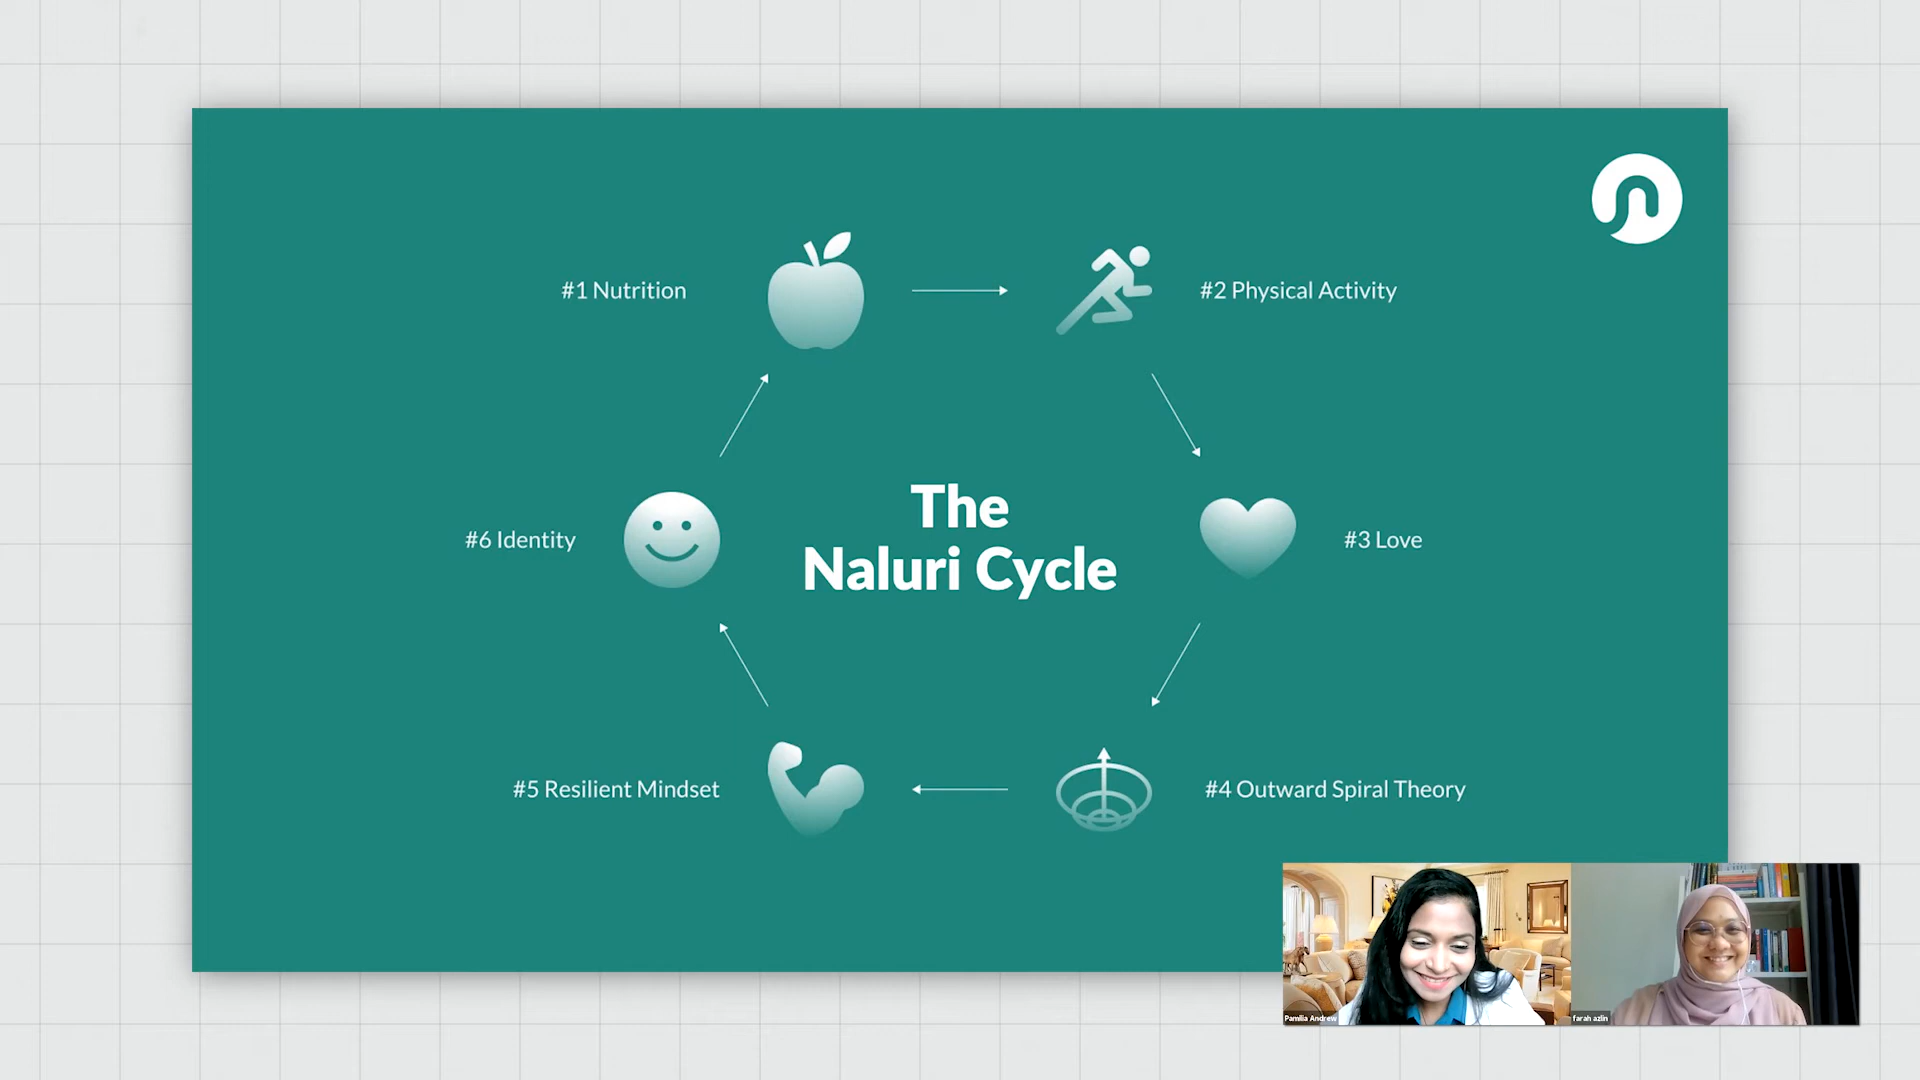 #1 Nutrition
#2 Physical Activity
The
Naluri Cycle
#6 Identity
#3 Love
#5 Resilient Mindset
#4 Outward Spiral Theory
Pamilia Andrew
farah azlin